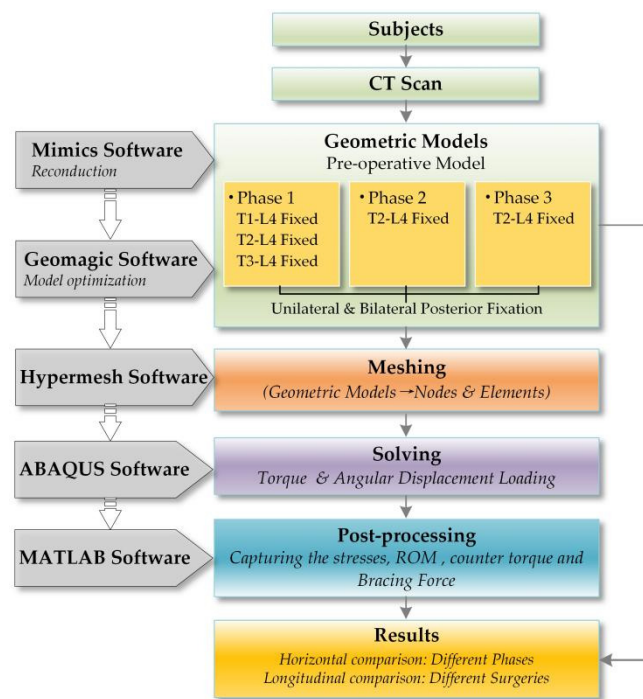 Subjects
CT Scan
Mimics Software
Reconduction
Geometric Models
Pre-operative Model
• Phase 1
T1-L4 Fixed
T2-L4 Fixed
T3-L4 Fixed
• Phase 2
T2-L4 Fixed
• Phase 3
T2-L4 Fixed
Unilateral & Bilateral Posterior Fixation
Geomagic Software
Model optimization
Hypermesh Software
Meshing
(Geometric Models→Nodes & Elements)
ABAQUS Software
Solving
Torque & Angular Displacement Loading
MATLAB Software
Post-processing
Capturing the stresses, ROM , counter torque and
Bracing Force
Results
Horizontal comparison: Different Phases
Longitudinal comparison: Different Surgeries